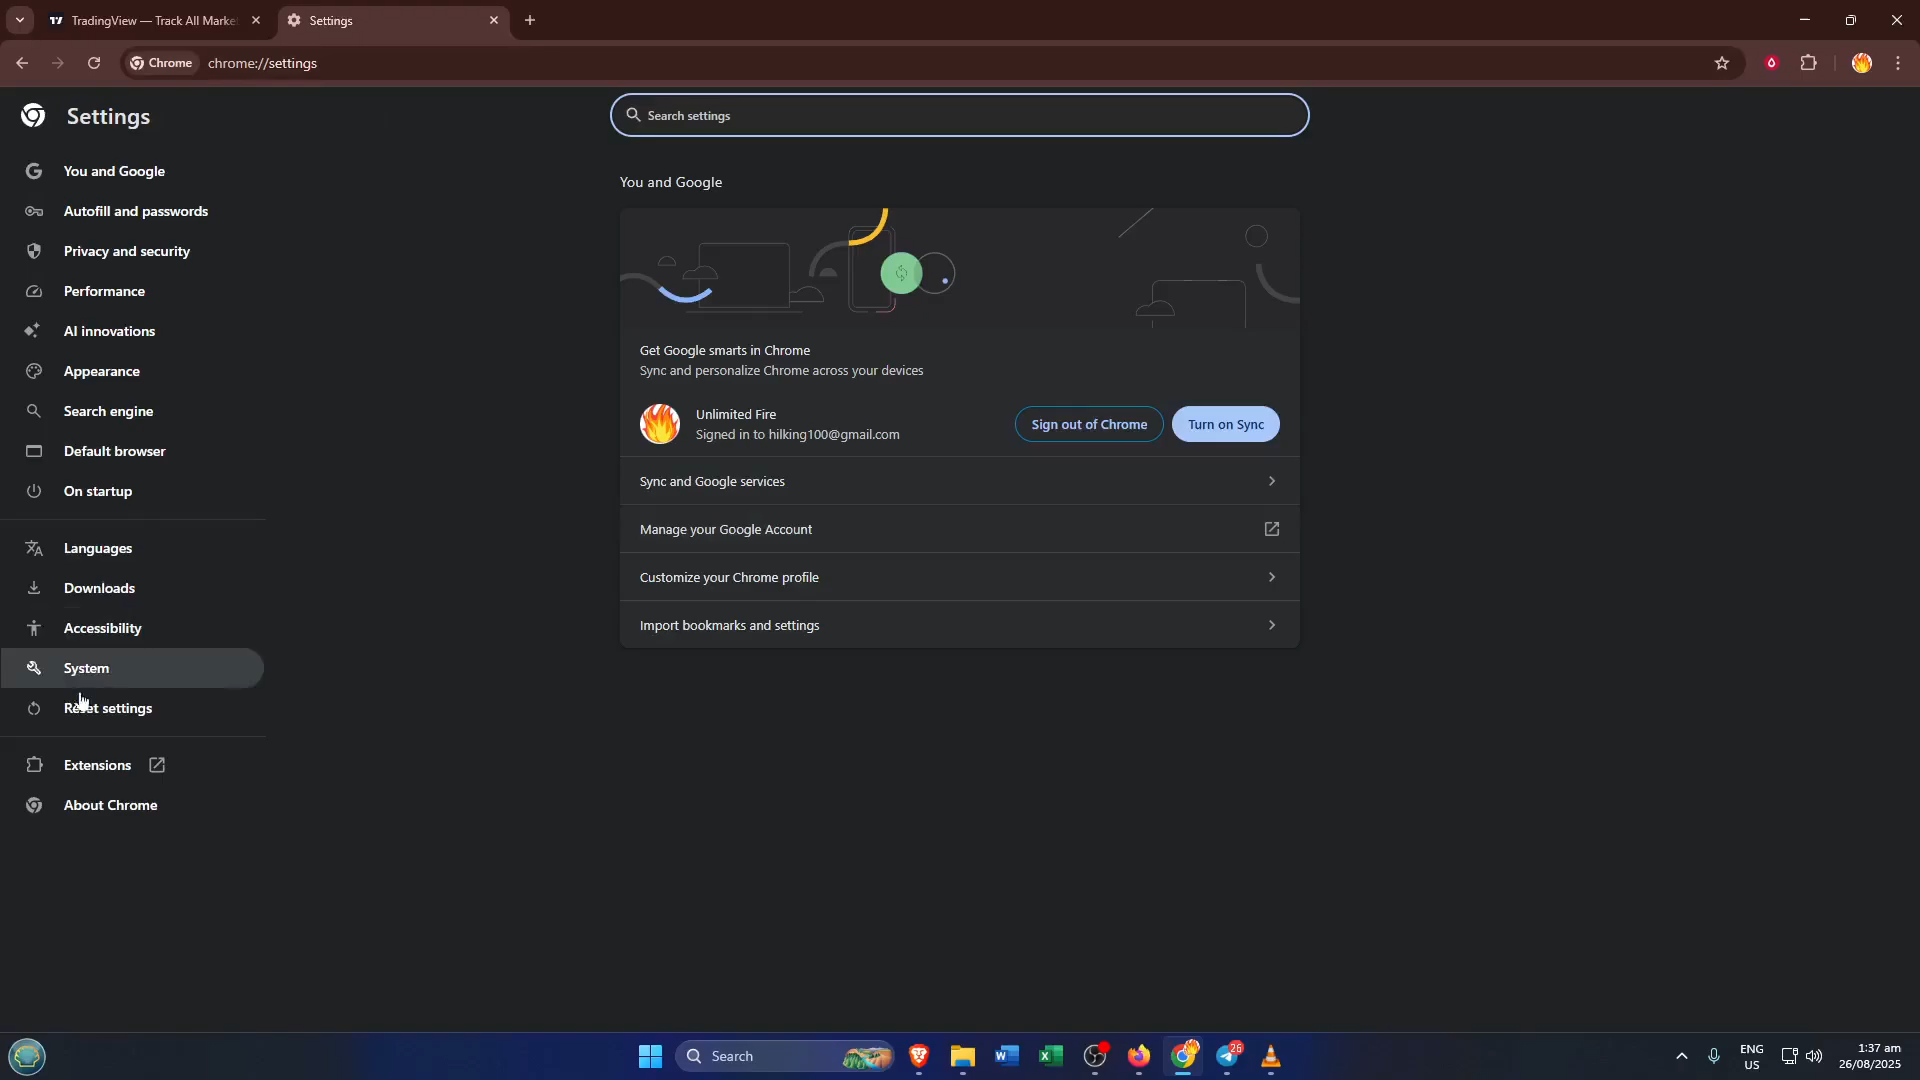 TradingView — Track All Marke
Settings
Chrome
chrome://settings
Settings
Search settings
You and Google
Autofill and passwords
Privacy and security
Performance
AI innovations
Appearance
Search engine
Default browser
On startup
Languages
Downloads
Accessibility
System
Reset settings
Extensions
About Chrome
You and Google
Get Google smarts in Chrome
Sync and personalize Chrome across your devices
Unlimited Fire
Signed in to hilking100@gmail.com
Sign out of Chrome
Turn on Sync
Sync and Google services
Manage your Google Account
Customize your Chrome profile
Import bookmarks and settings
Search
26
ENG
US
1:37 am
26/08/2025